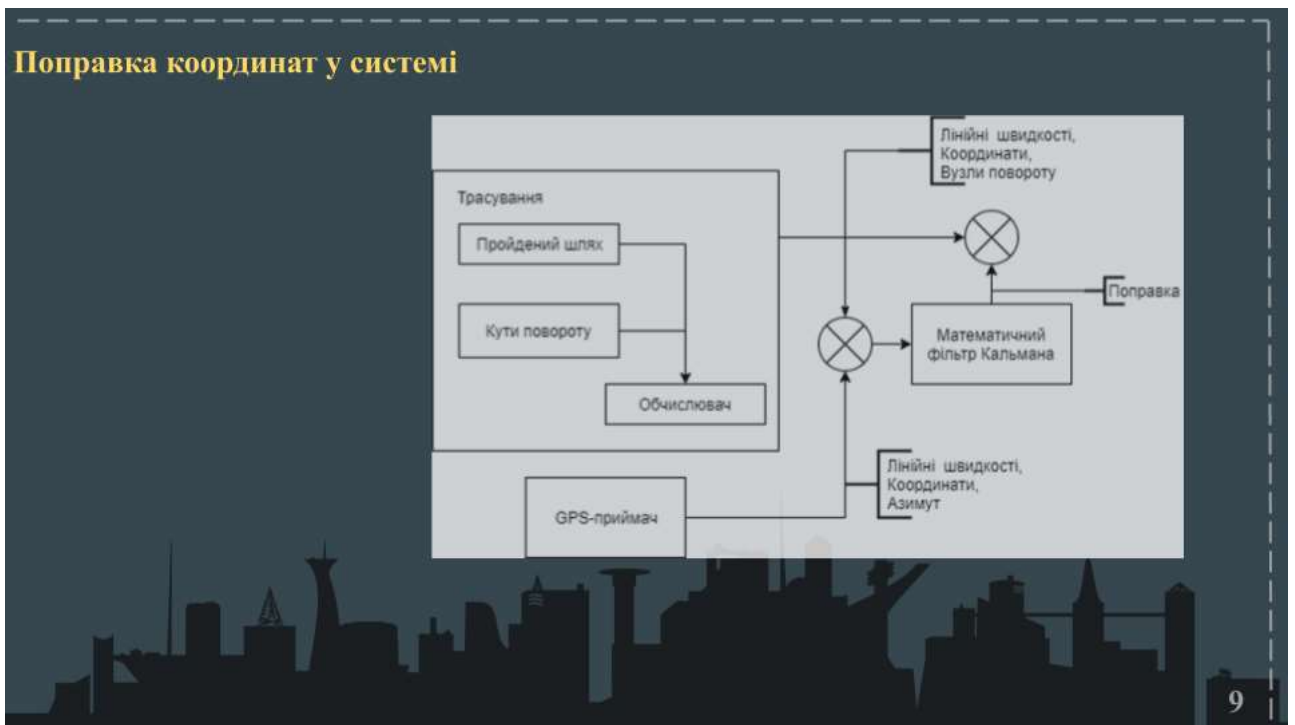 Поправка координат у системі
Лінійні швидкості,
Координати,
Вузли повороту
Трасування
Пройдений шлях
Кути повороту
Обчислювач
Поправка
Математичний
фільтр Кальмана
Лінійні швидкості,
Координати,
Азимут
GPS-приймач
9